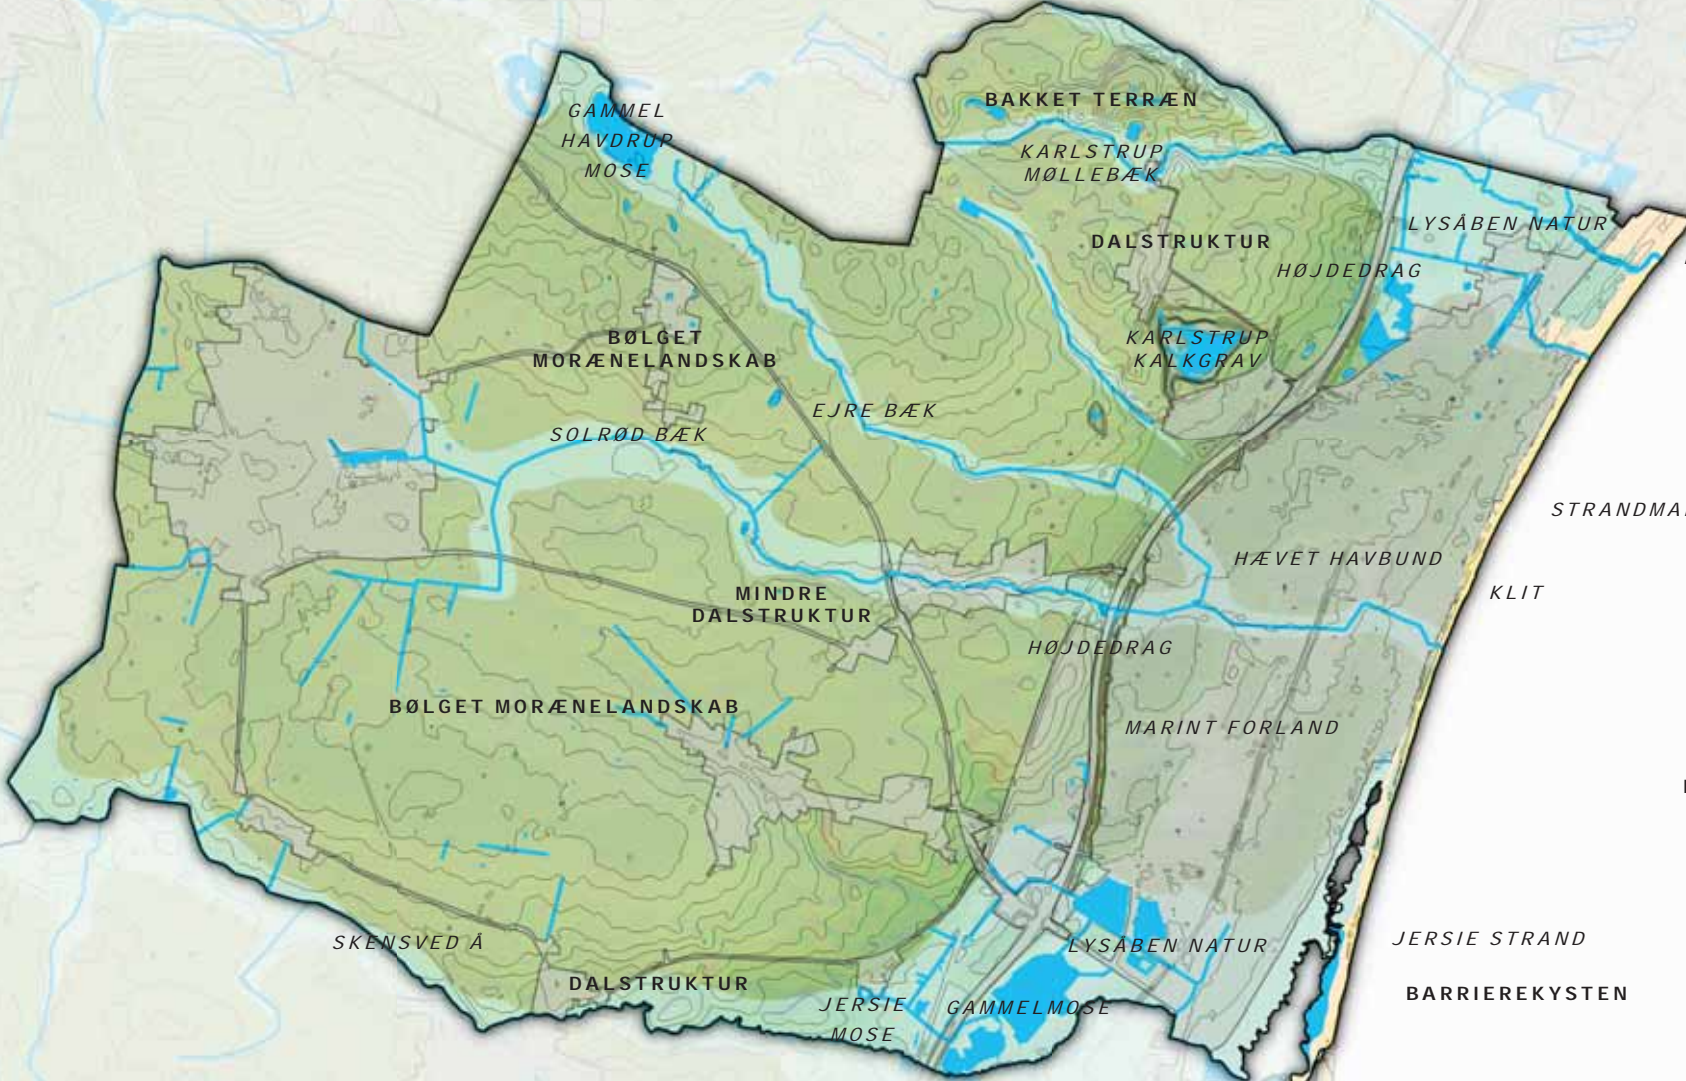 BAKKET TERRÆN
GAMMEL
HAVDRUP
MOSE
KARLSTRUP
MØLLEBÆK
LYSÅBEN NATUR
DALSTRUKTUR
HØJDEDRAG
BØLGET
MORÆNELANDSKAB
KARLSTRUP
KALKGRAV
EJRE BÆK
SOLRØD BÆK
HÆVET HAVBUND
KLIT
MINDRE
DALSTRUKTUR
HØJDEDRAG
BØLGET MORÆNELANDSKAB
MARINT FORLAND
SKENSVED Å
LYSÅBEN NATUR
JERSIE STRAND
DALSTRUKTUR
BARRIEREKYSTEN
JERSIE
MOSE
GAMMELMOSE